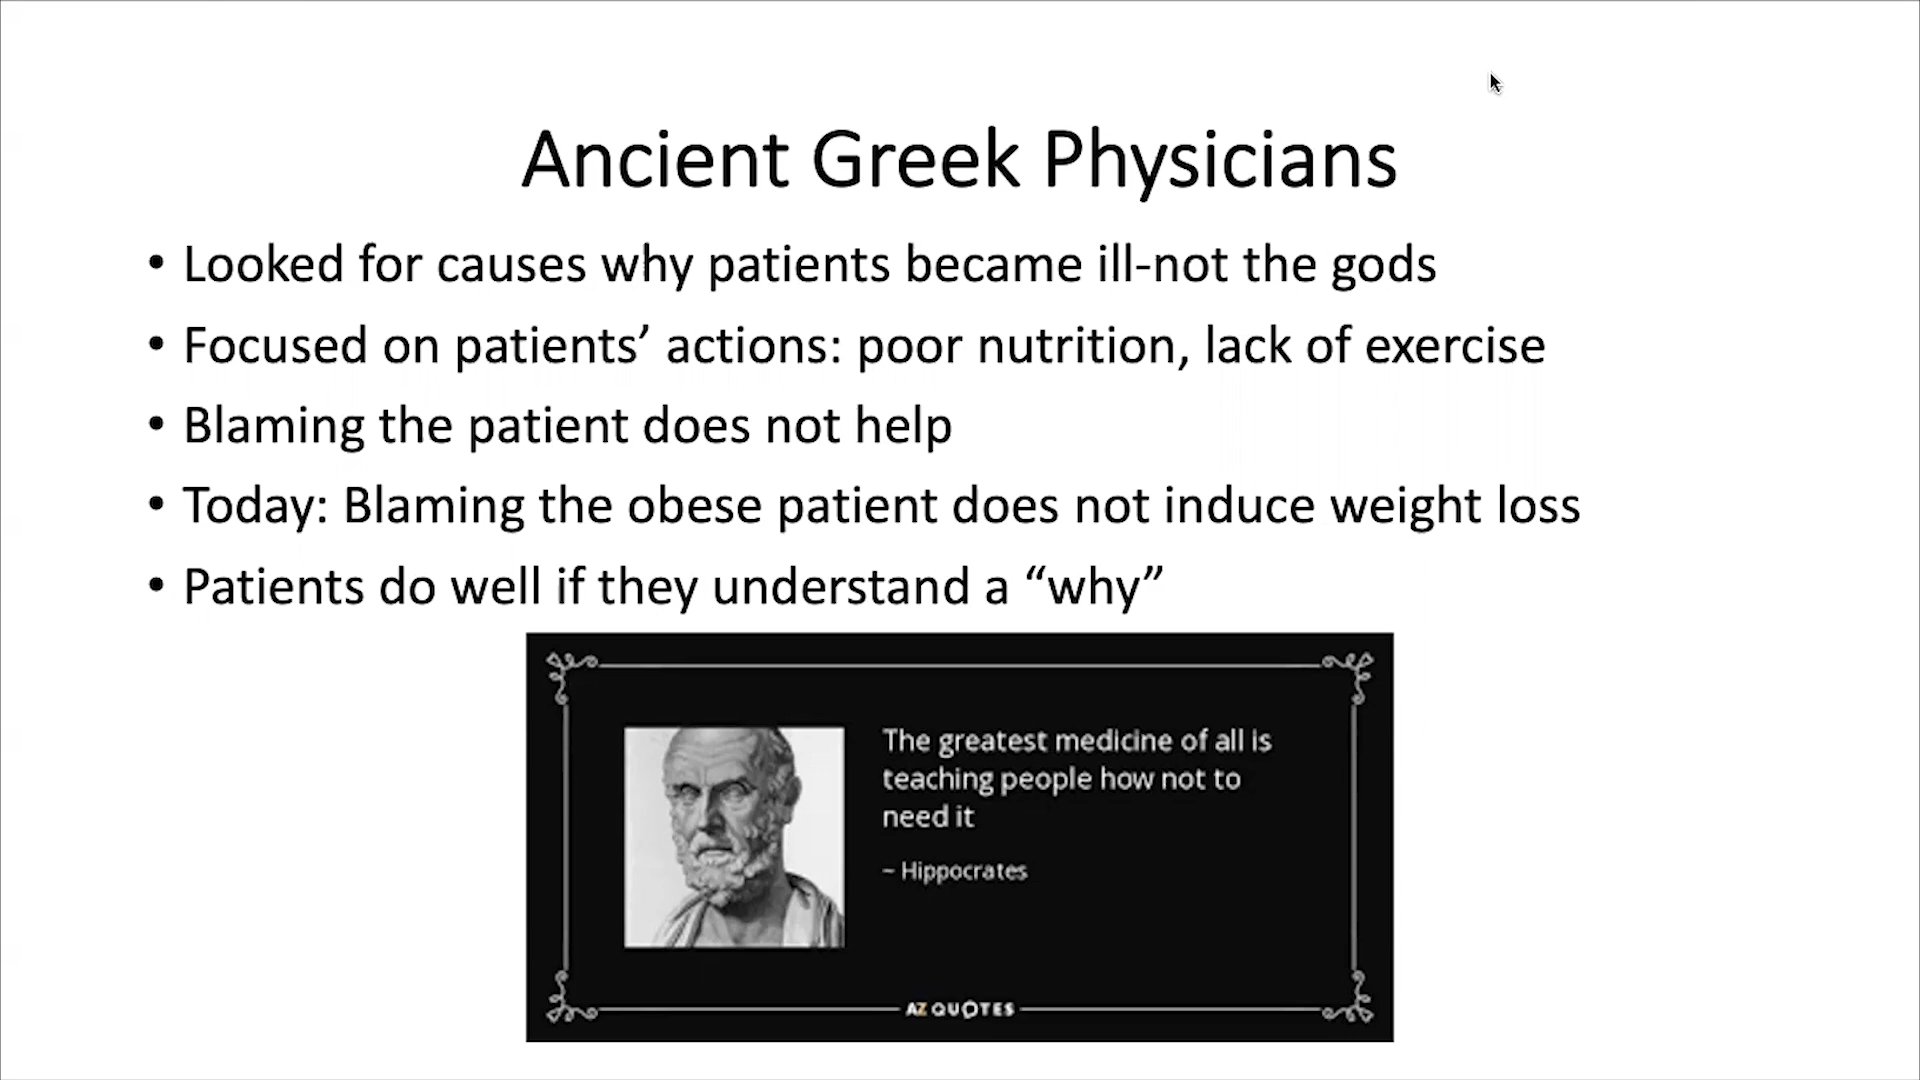 Ancient Greek Physicians
• Looked for causes why patients became ill-not the gods
• Focused on patients’ actions: poor nutrition, lack of exercise
• Blaming the patient does not help
• Today: Blaming the obese patient does not induce weight loss
• Patients do well if they understand a “why”
The greatest medicine of all is
teaching people how not to
need it
~ Hippocrates
AZ QUOTES